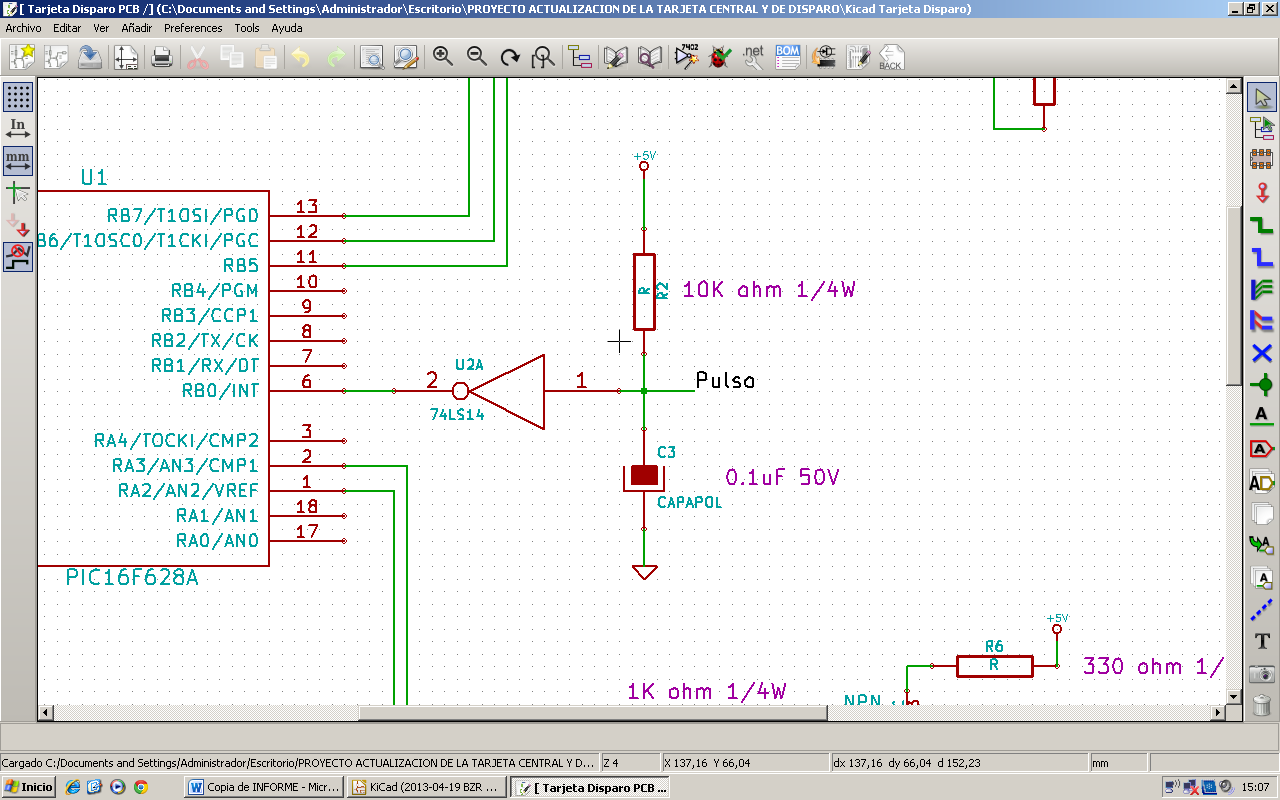 [ Tarjeta Disparo PCB /] (C:\Documents and Settings\Administrador\Escritorio\PROYECTO ACTUALIZACION DE LA TARJETA CENTRAL Y DE DISPARO\Kicad Tarjeta Disparo)
Archivo Editar Ver Añadir Preferences Tools Ayuda
7402 .net BOM BACK
In
mm
+5V
U1
RB7/T1OSI/PGD 13
B6/T1OSCO/T1CKI/PGC 12
RB5 11
RB4/PGM 10
RB3/CCP1 9
RB2/TX/CK 8
RB1/RX/DT 7
RB0/INT 6
RA4/TOCKI/CMP2 3
RA3/AN3/CMP1 2
RA2/AN2/VREF 1
RA1/AN1 18
RA0/AN0 17
PIC16F628A
R R2 10K ohm 1/4W
U2A
2 1
74LS14
Pulso
C3
0.1uF 50V
CAPAPOL
+5V
R6
R
330 ohm 1/
1K ohm 1/4W
NPN
A
A
A
A
A
T
Cargado C:/Documents and Settings/Administrador/Escritorio/PROYECTO ACTUALIZACION DE LA TARJETA CENTRAL Y D... Z 4 X 137,16 Y 66,04 dx 137,16 dy 66,04 d 152,23 mm
Inicio Copia de INFORME - Micr... KiCad (2013-04-19 BZR ... [ Tarjeta Disparo PCB ... 15:07